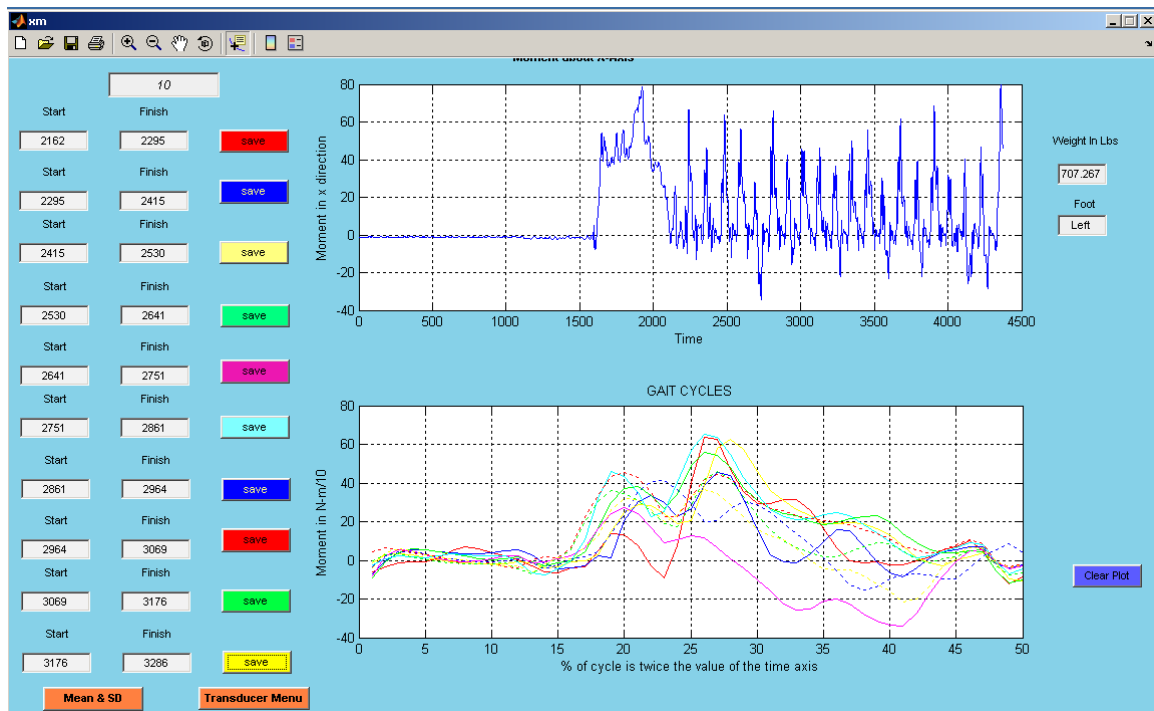 xm
Moment about X-Axis
10
Start Finish
2162 2295 save
Start Finish
2295 2415 save
Start Finish
2415 2530 save
Start Finish
2530 2641 save
Start Finish
2641 2751 save
Start Finish
2751 2861 save
Start Finish
2861 2964 save
Start Finish
2964 3069 save
Start Finish
3069 3176 save
Start Finish
3176 3286 save
Mean & SD Transducer Menu
80
60
40
20
0
-20
-40
Moment in x direction
0 500 1000 1500 2000 2500 3000 3500 4000 4500
Time
Weight In Lbs
707.267
Foot
Left
GAIT CYCLES
80
60
40
20
0
-20
-40
Moment in N-m/10
0 5 10 15 20 25 30 35 40 45 50
% of cycle is twice the value of the time axis
Clear Plot